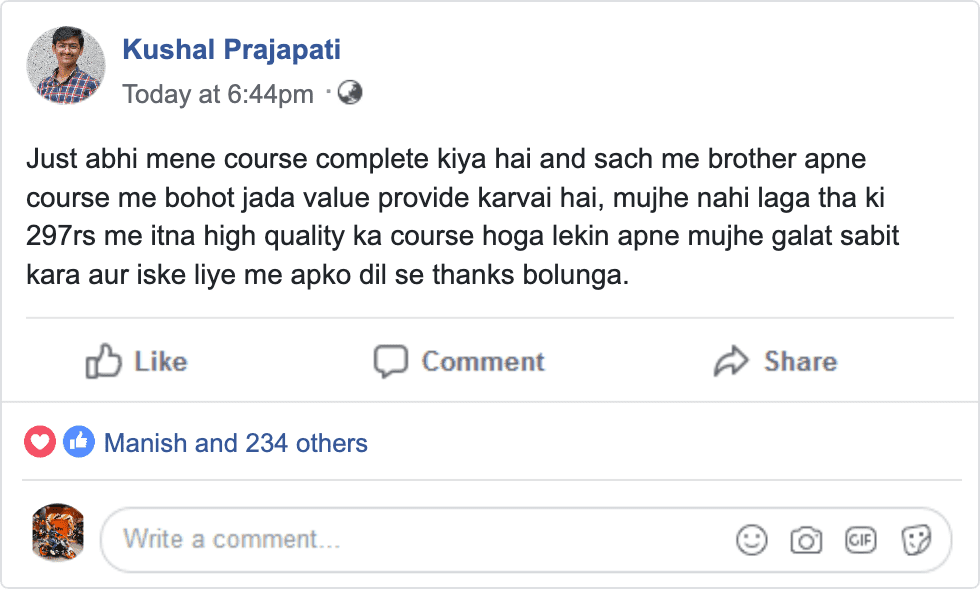 Kushal Prajapati
Today at 6:44pm ·
Just abhi mene course complete kiya hai and sach me brother apne
course me bohot jada value provide karvai hai, mujhe nahi laga tha ki
297rs me itna high quality ka course hoga lekin apne mujhe galat sabit
kara aur iske liye me apko dil se thanks bolunga.
Like Comment Share
Manish and 234 others
Write a comment... GIF